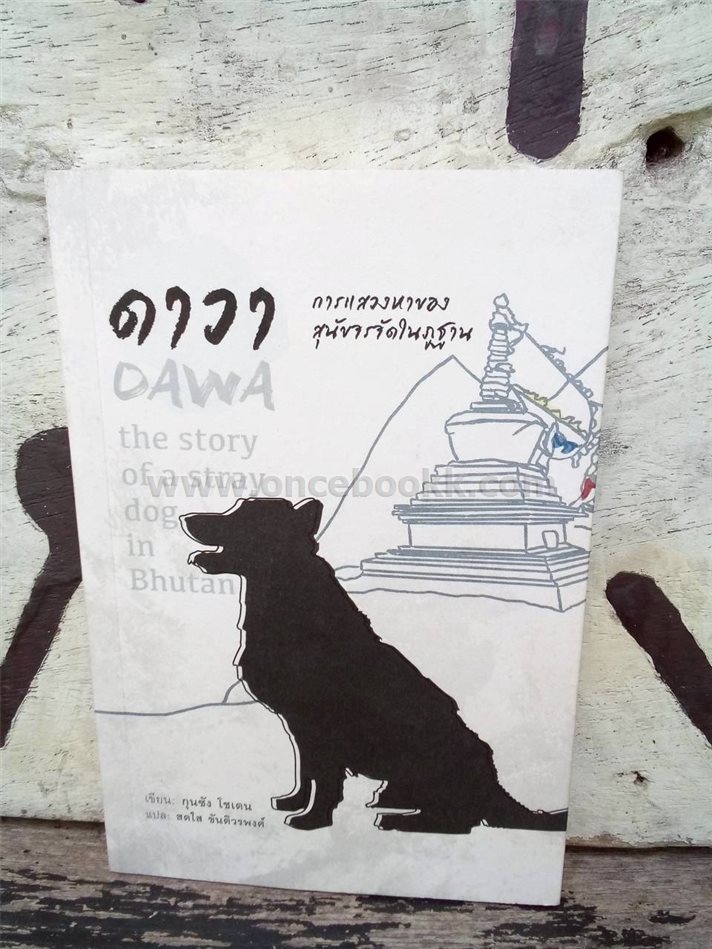 ดาวา
การแสวงหาของ
สุนัขจรจัดในภูฐาน
DAWA
the story
of a stray
dog
in
Bhutan
www.oncebookk.com
เขียน: กุนซัง โชเดน
แปล: สดใส ขันติวรพงศ์